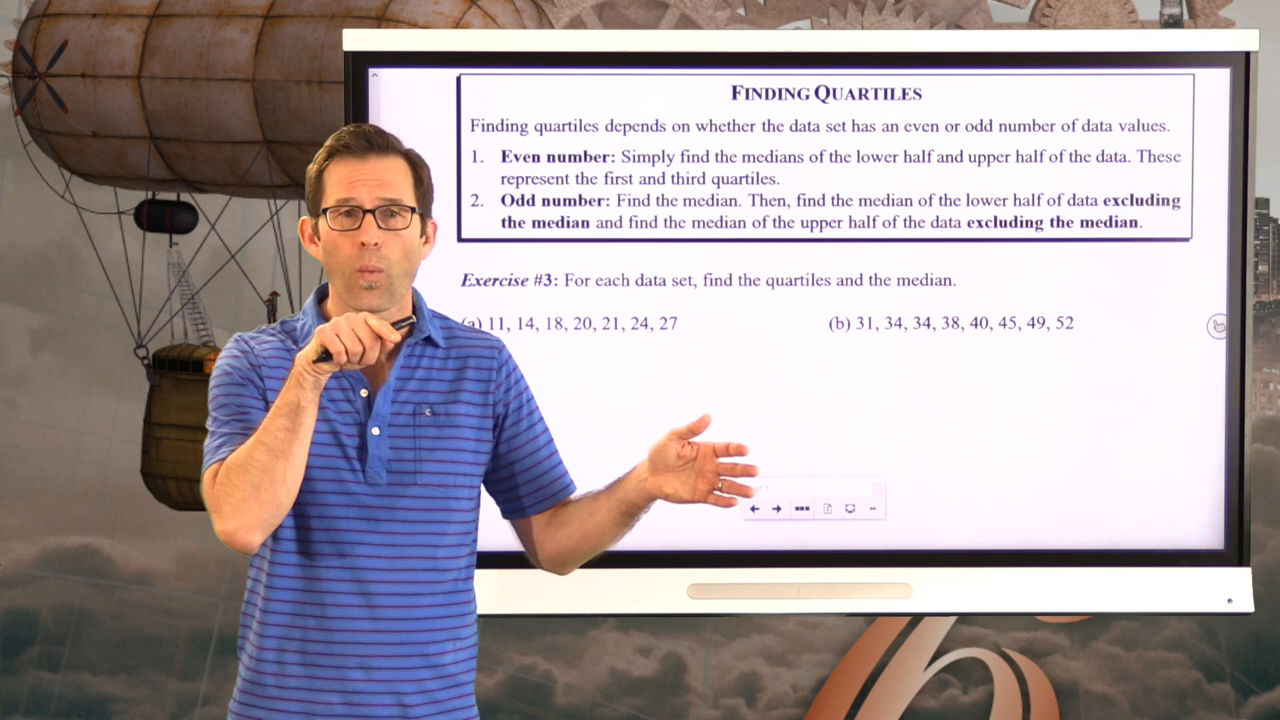 FINDING QUARTILES
Finding quartiles depends on whether the data set has an even or odd number of data values.
1. Even number: Simply find the medians of the lower half and upper half of the data. These
represent the first and third quartiles.
2. Odd number: Find the median. Then, find the median of the lower half of data excluding
the median and find the median of the upper half of the data excluding the median.
Exercise #3: For each data set, find the quartiles and the median.
(a) 11, 14, 18, 20, 21, 24, 27
(b) 31, 34, 34, 38, 40, 45, 49, 52